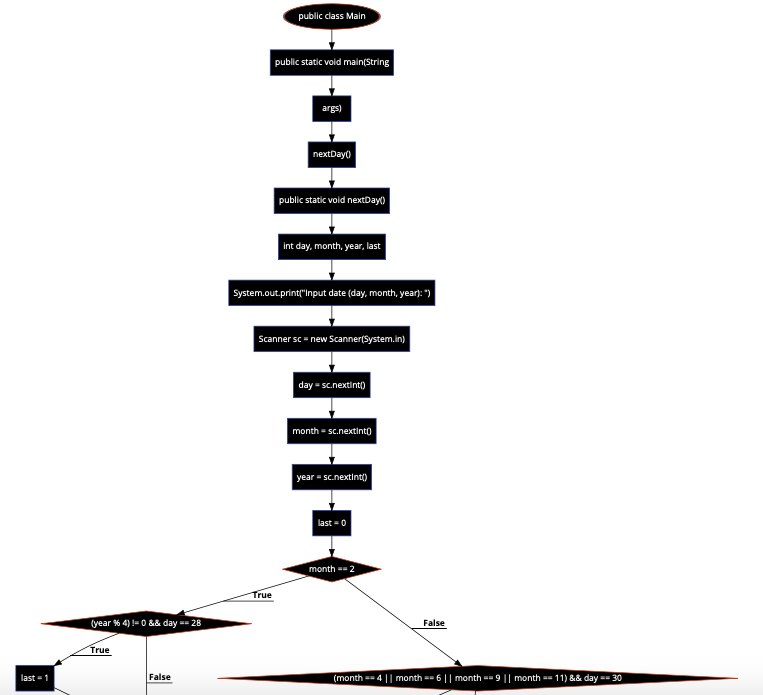 public class Main
public static void main(String
args)
nextDay()
public static void nextDay()
int day, month, year, last
System.out.print("Input date (day, month, year): ")
Scanner sc = new Scanner(System.in)
day = sc.nextInt()
month = sc.nextInt()
year = sc.nextInt()
last = 0
month == 2
True
False
(year % 4) != 0 && day == 28
True
False
last = 1
(month == 4 || month == 6 || month == 9 || month == 11) && day == 30